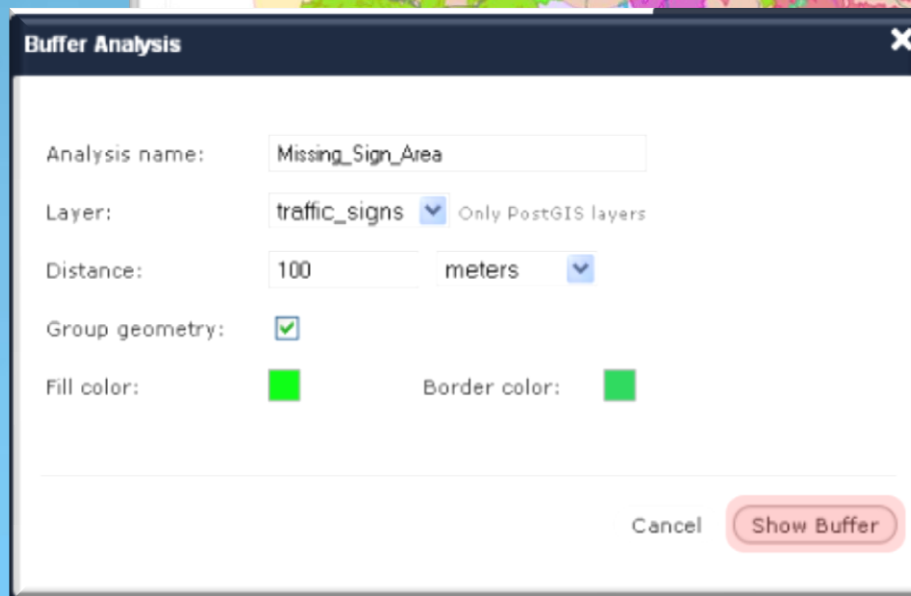 Buffer Analysis
Analysis name: Missing_Sign_Area
Layer: traffic_signs Only PostGIS layers
Distance: 100 meters
Group geometry:
Fill color: Border color:
Cancel Show Buffer